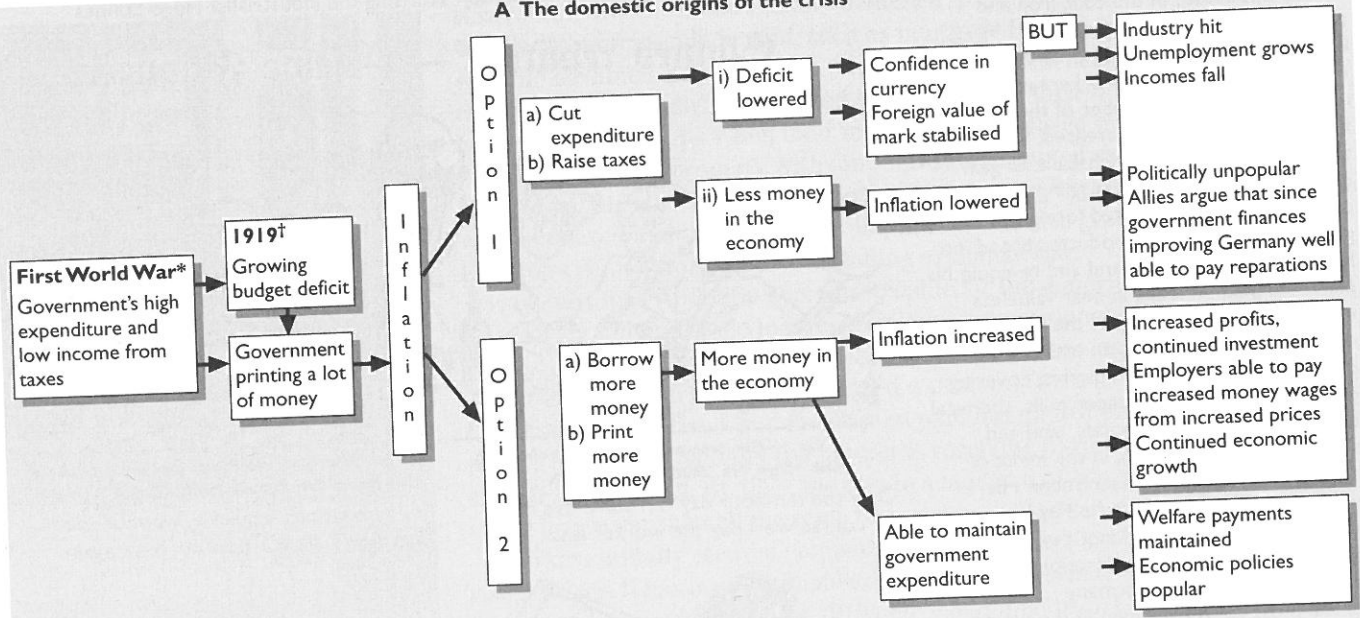 A The domestic origins of the crisis
First World War*
Government's high
expenditure and
low income from
taxes
1919†
Growing
budget deficit
Government
printing a lot
of money
Inflation
Option 1
a) Cut
expenditure
b) Raise taxes
i) Deficit
lowered
Confidence in
currency
Foreign value of
mark stabilised
ii) Less money
in the
economy
Inflation lowered
BUT
Industry hit
Unemployment grows
Incomes fall
Politically unpopular
Allies argue that since
government finances
improving Germany well
able to pay reparations
Option 2
a) Borrow
more
money
b) Print
more
money
More money in
the economy
Inflation increased
Increased profits,
continued investment
Employers able to pay
increased money wages
from increased prices
Continued economic
growth
Able to maintain
government
expenditure
Welfare payments
maintained
Economic policies
popular